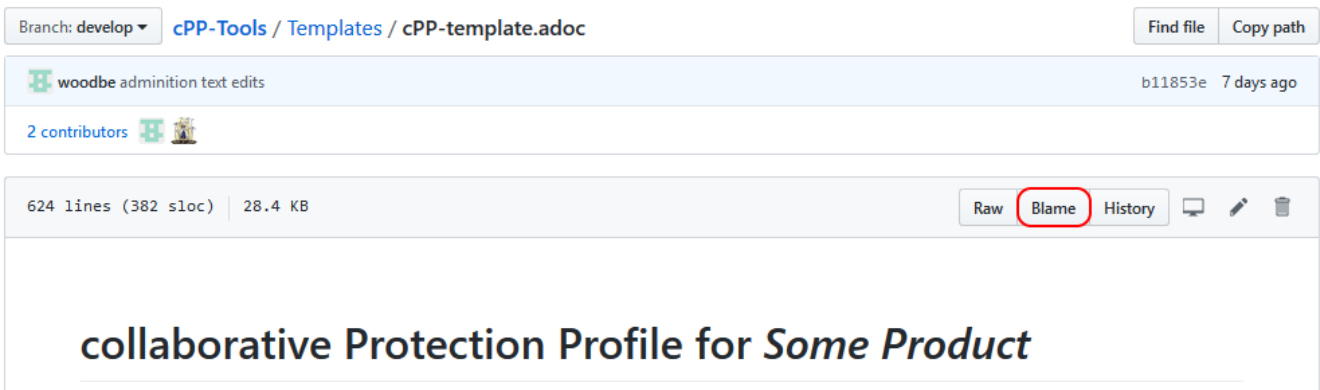 Branch: develop cPP-Tools / Templates / cPP-template.adoc Find file Copy path
woodbe adminition text edits b11853e 7 days ago
2 contributors
624 lines (382 sloc) 28.4 KB Raw Blame History
collaborative Protection Profile for Some Product